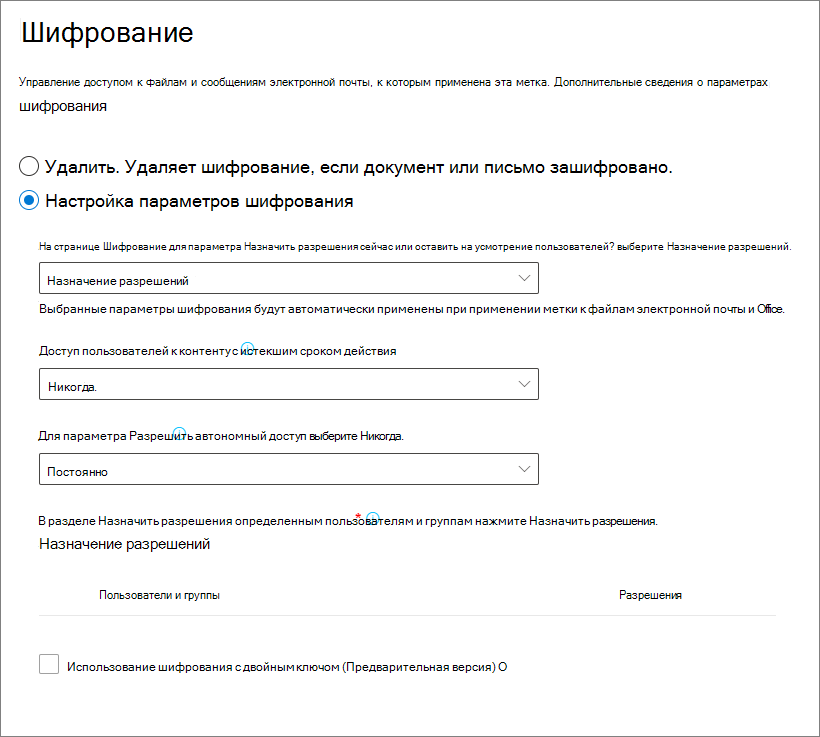 Шифрование
Управление доступом к файлам и сообщениям электронной почты, к которым применена эта метка. Дополнительные сведения о параметрах
шифрования
Удалить. Удаляет шифрование, если документ или письмо зашифровано.
Настройка параметров шифрования
На странице Шифрование для параметра Назначить разрешения сейчас или оставить на усмотрение пользователей? выберите Назначение разрешений.
Назначение разрешений
Выбранные параметры шифрования будут автоматически применены при применении метки к файлам электронной почты и Office.
Доступ пользователей к контенту с истекшим сроком действия
Никогда.
Для параметра Разрешить автономный доступ выберите Никогда.
Постоянно
В разделе Назначить разрешения определенным пользователям и группам нажмите Назначить разрешения. *
Назначение разрешений
Пользователи и группы Разрешения
Использование шифрования с двойным ключом (Предварительная версия) О